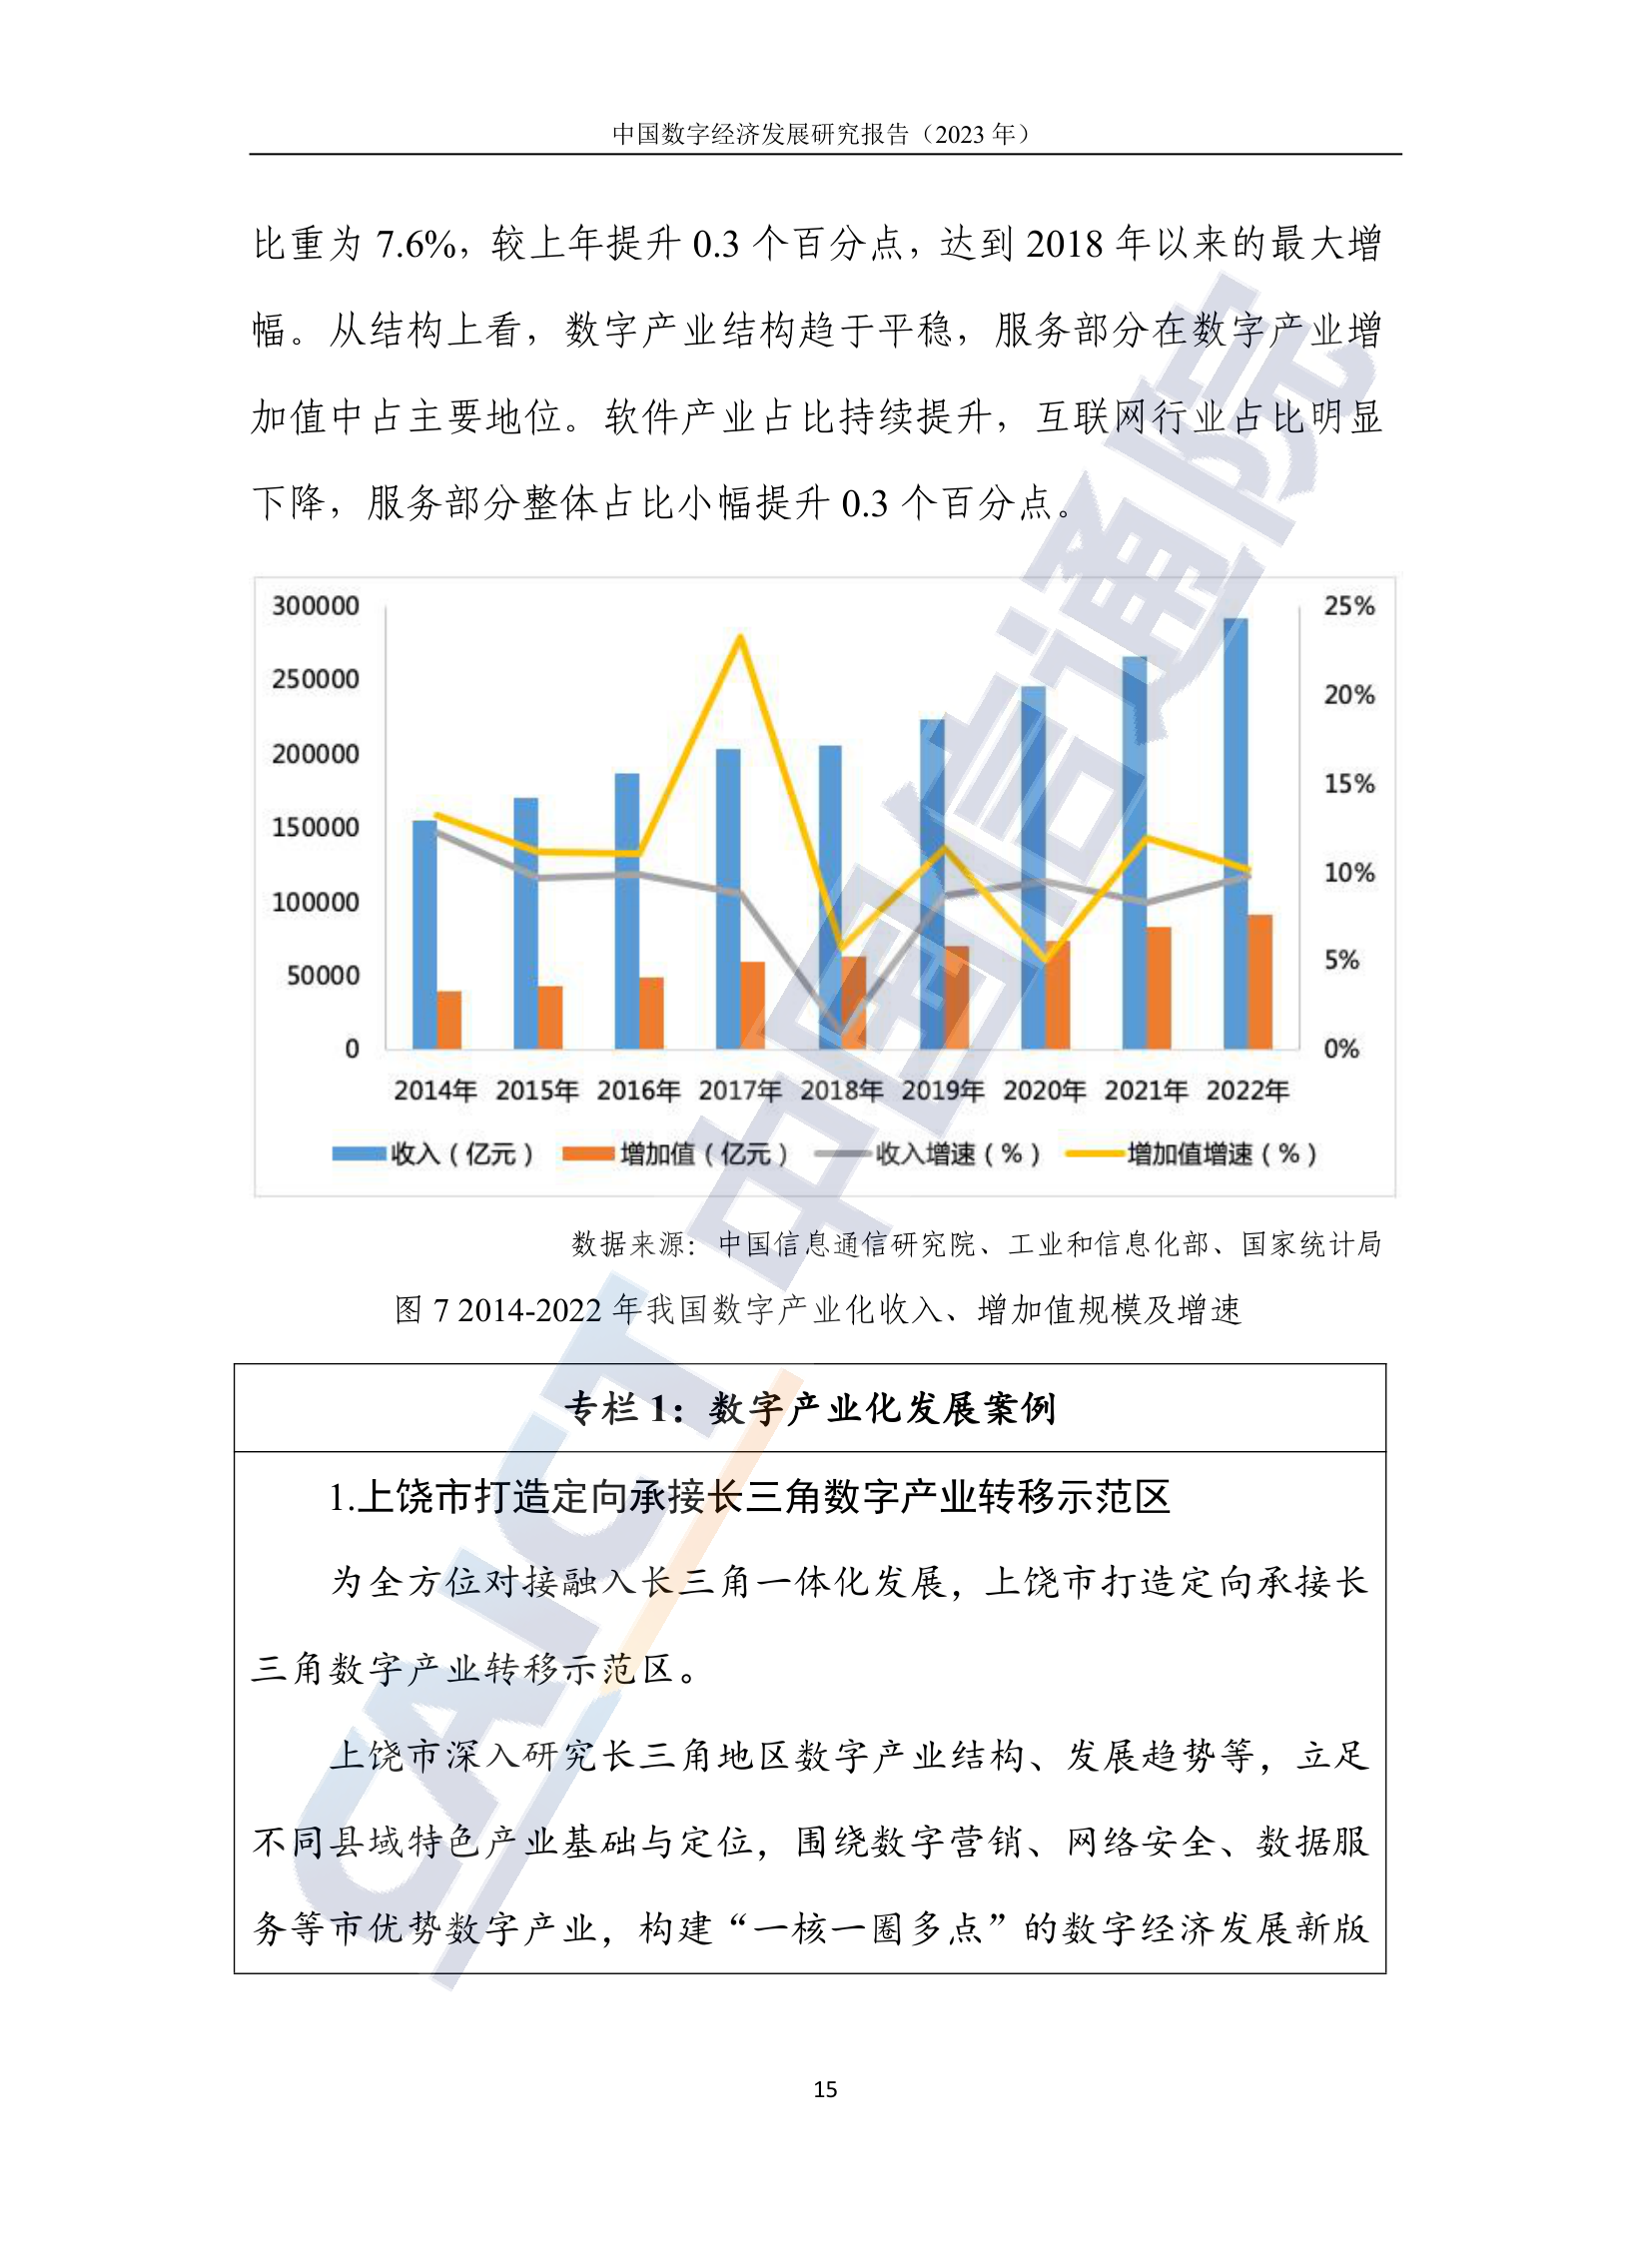 中国数字经济发展研究报告（2023 年）
比重为 7.6%，较上年提升 0.3 个百分点，达到 2018 年以来的最大增
幅。从结构上看，数字产业结构趋于平稳，服务部分在数字产业增
加值中占主要地位。软件产业占比持续提升，互联网行业占比明显
下降，服务部分整体占比小幅提升 0.3 个百分点。
300000
250000
200000
150000
100000
50000
0
25%
20%
15%
10%
5%
0%
2014年 2015年 2016年 2017年 2018年 2019年 2020年 2021年 2022年
收入（亿元） 增加值（亿元） 收入增速（%） 增加值增速（%）
数据来源：中国信息通信研究院、工业和信息化部、国家统计局
图 7 2014-2022 年我国数字产业化收入、增加值规模及增速
专栏 1：数字产业化发展案例
1.上饶市打造定向承接长三角数字产业转移示范区
为全方位对接融入长三角一体化发展，上饶市打造定向承接长
三角数字产业转移示范区。
上饶市深入研究长三角地区数字产业结构、发展趋势等，立足
不同县域特色产业基础与定位，围绕数字营销、网络安全、数据服
务等市优势数字产业，构建“一核一圈多点”的数字经济发展新版
15
CAICT 中国信通院